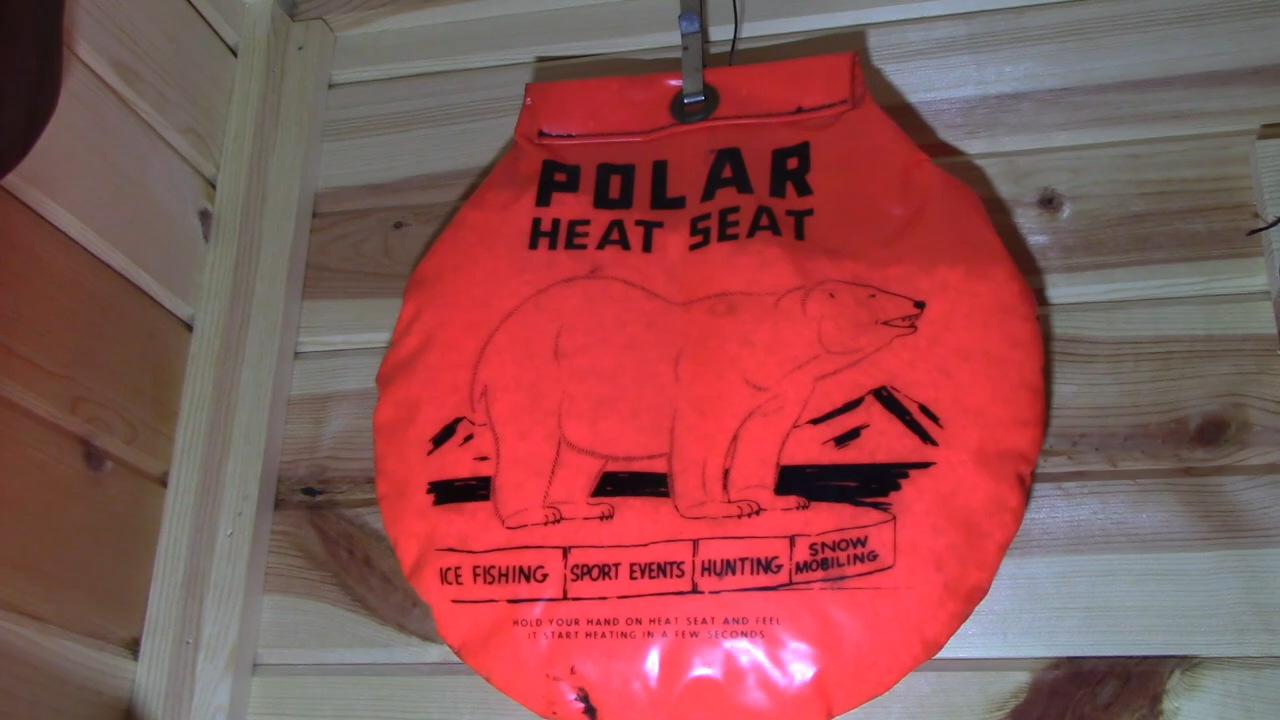 POLAR
HEAT SEAT
ICE FISHING
SPORT EVENTS
HUNTING
SNOW
MOBILING
HOLD YOUR HAND ON HEAT SEAT AND FEEL
IT START HEATING IN A FEW SECONDS